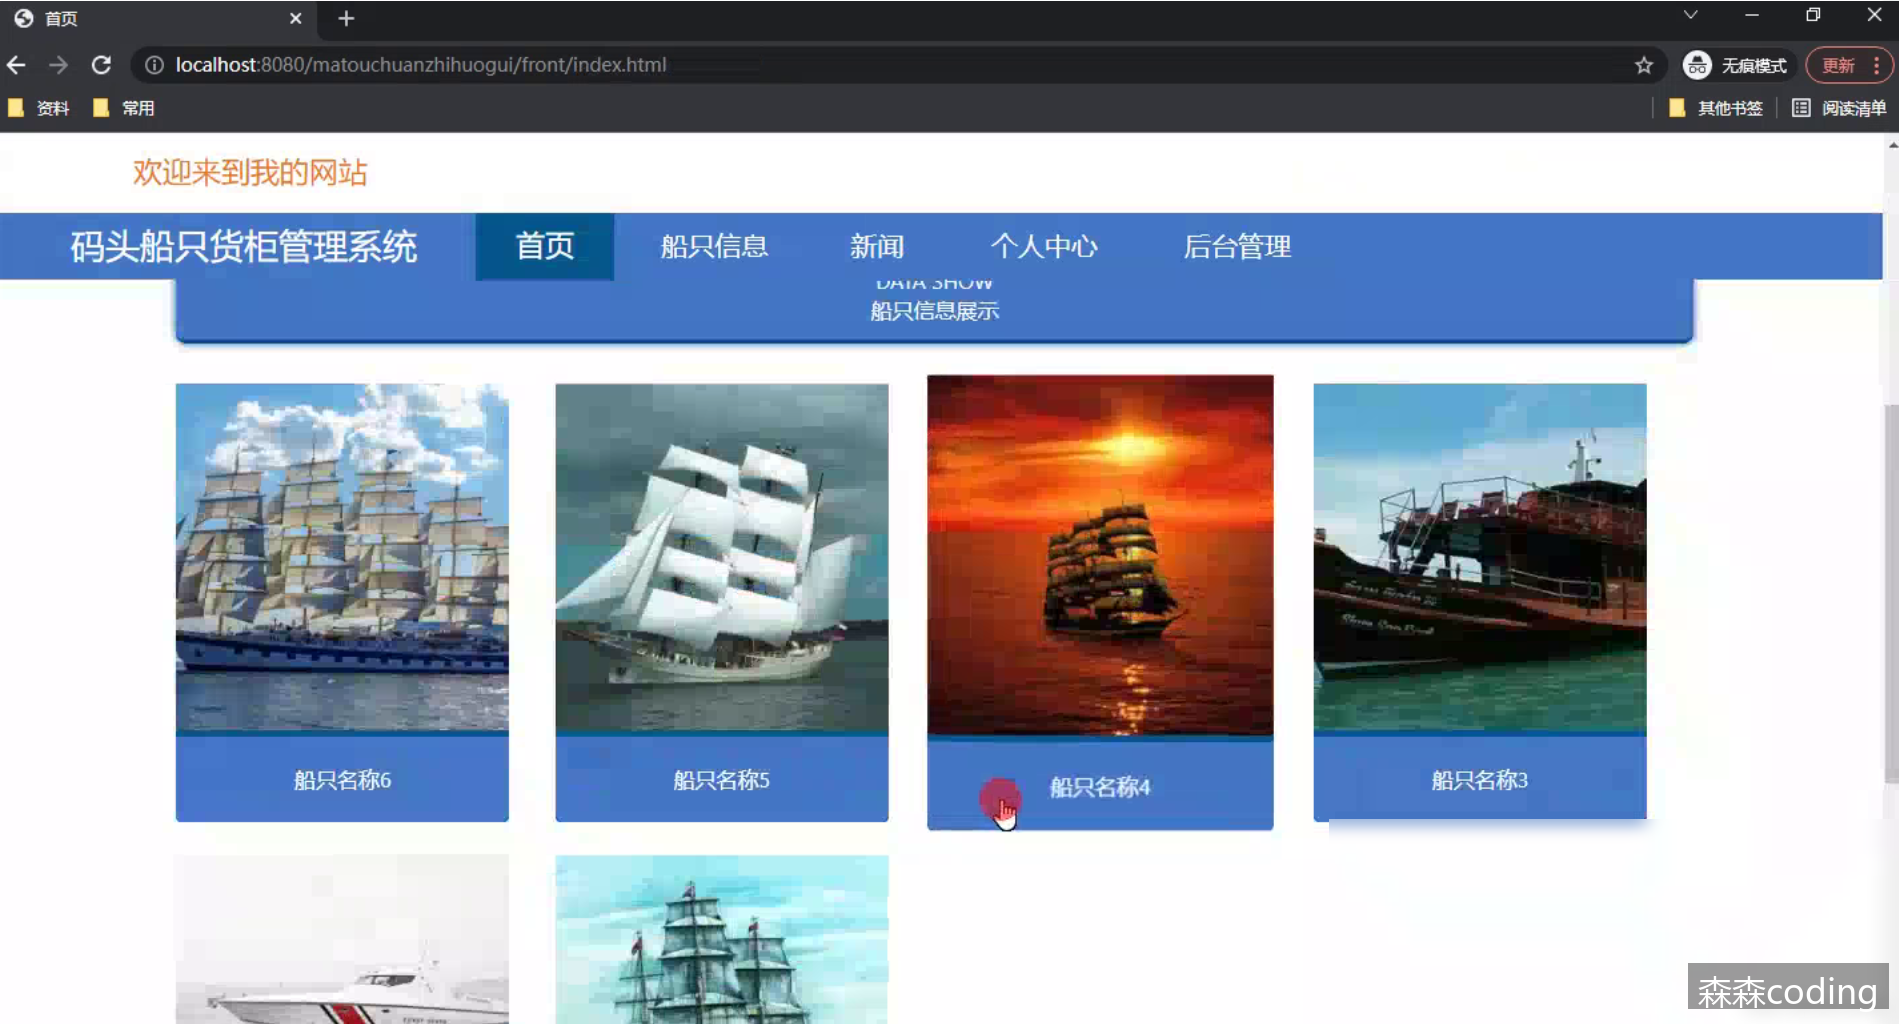 首页
localhost:8080/matouchuanzhihuogui/front/index.html
无痕模式
更新
资料
常用
其他书签
阅读清单
欢迎来到我的网站
码头船只货柜管理系统
首页
船只信息
新闻
个人中心
后台管理
DATA SHOW
船只信息展示
船只名称6
船只名称5
船只名称4
船只名称3
森森coding